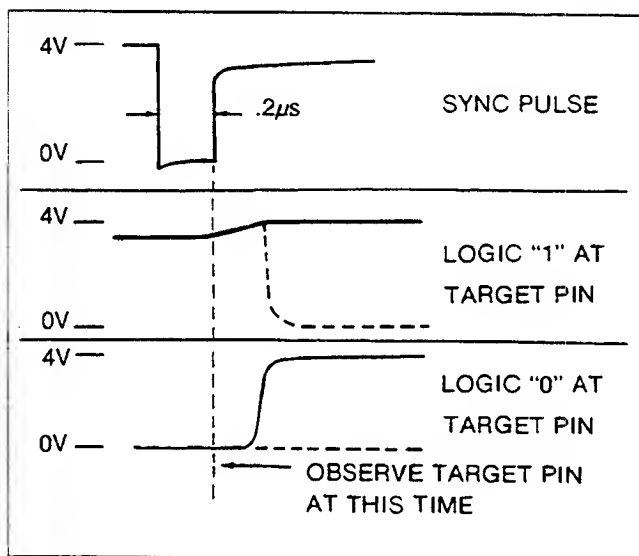 4V
.2µs
SYNC PULSE
0V
4V
LOGIC “1” AT
TARGET PIN
0V
4V
LOGIC “0” AT
TARGET PIN
0V
OBSERVE TARGET PIN
AT THIS TIME